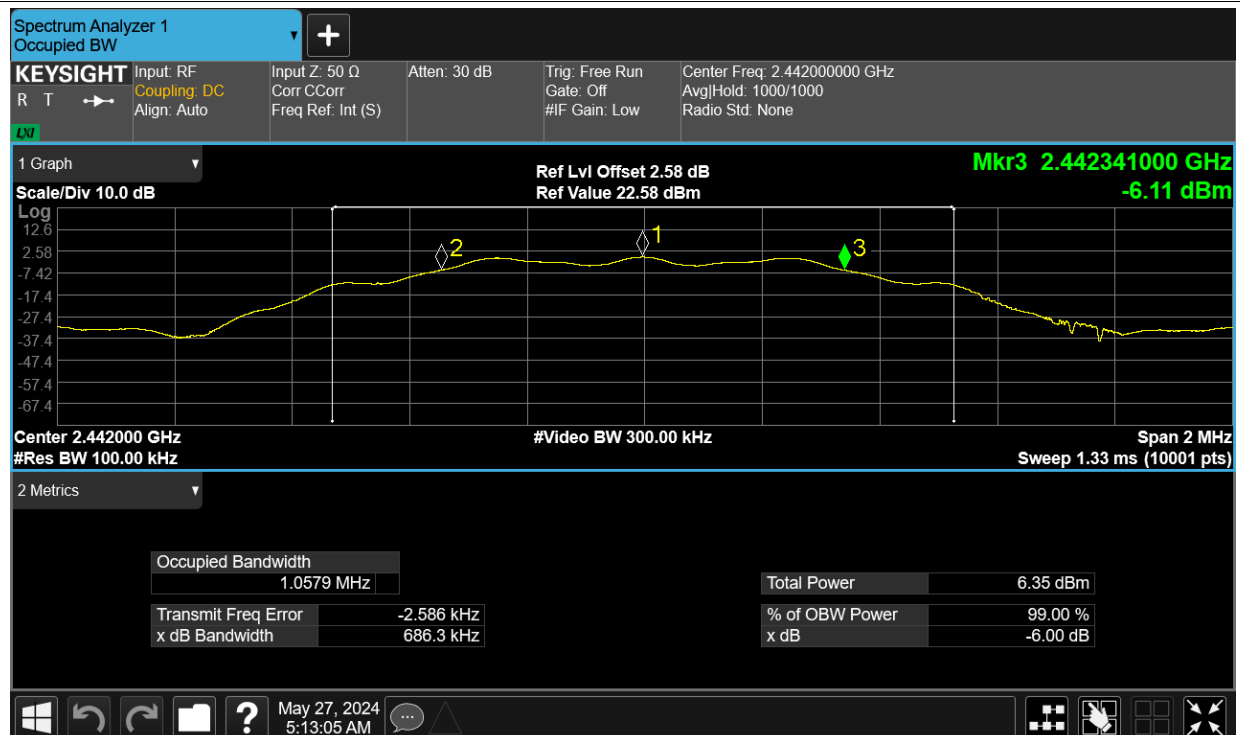 Spectrum Analyzer 1
Occupied BW
+
KEYSIGHT
R T
LXI
Input: RF
Coupling: DC
Align: Auto
Input Z: 50 Ω
Corr CCorr
Freq Ref: Int (S)
Atten: 30 dB
Trig: Free Run
Gate: Off
#IF Gain: Low
Center Freq: 2.442000000 GHz
Avg|Hold: 1000/1000
Radio Std: None
1 Graph
Scale/Div 10.0 dB
Ref Lvl Offset 2.58 dB
Ref Value 22.58 dBm
Mkr3 2.442341000 GHz
-6.11 dBm
Log
12.6
2.58
-7.42
-17.4
-27.4
-37.4
-47.4
-57.4
-67.4
2
1
3
Center 2.442000 GHz
#Res BW 100.00 kHz
#Video BW 300.00 kHz
Span 2 MHz
Sweep 1.33 ms (10001 pts)
2 Metrics
Occupied Bandwidth
1.0579 MHz
Transmit Freq Error -2.586 kHz
x dB Bandwidth 686.3 kHz
Total Power 6.35 dBm
% of OBW Power 99.00 %
x dB -6.00 dB
?
May 27, 2024
5:13:05 AM